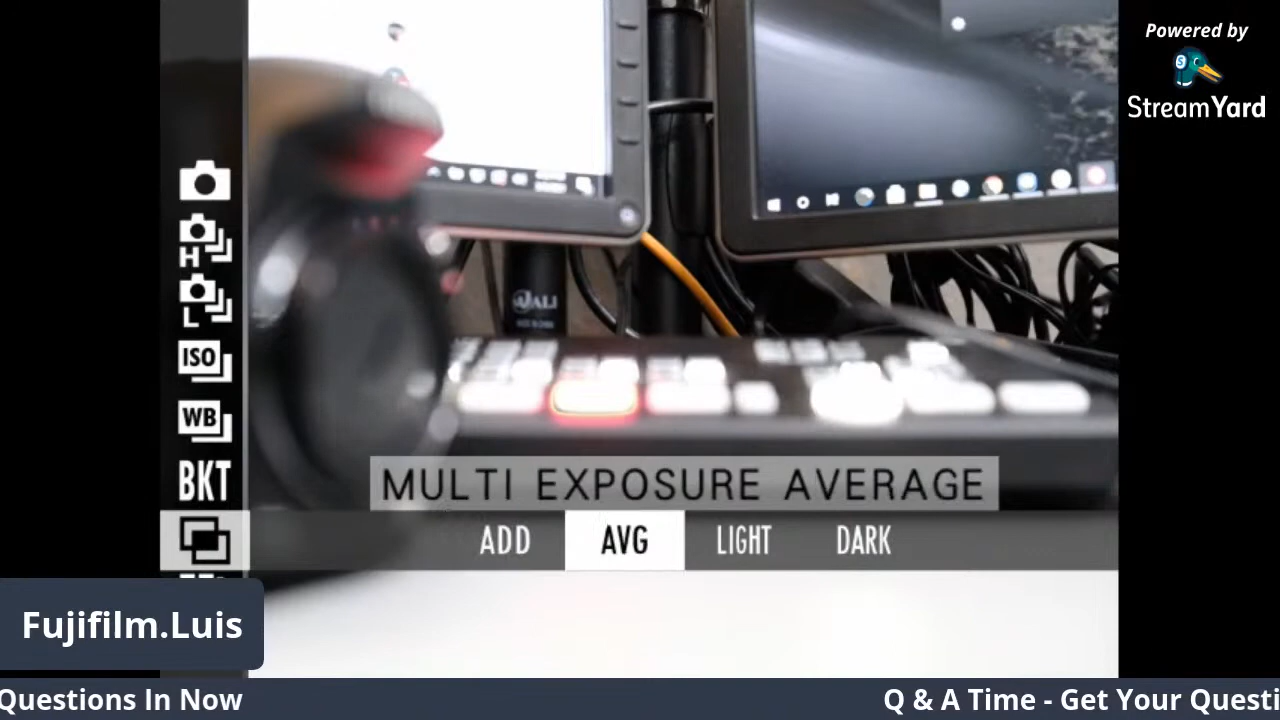 Powered by
StreamYard
H
L
ISO
WB
BKT
WALI
MULTI EXPOSURE AVERAGE
ADD AVG LIGHT DARK
Fujifilm.Luis
Questions In Now Q & A Time - Get Your Questi